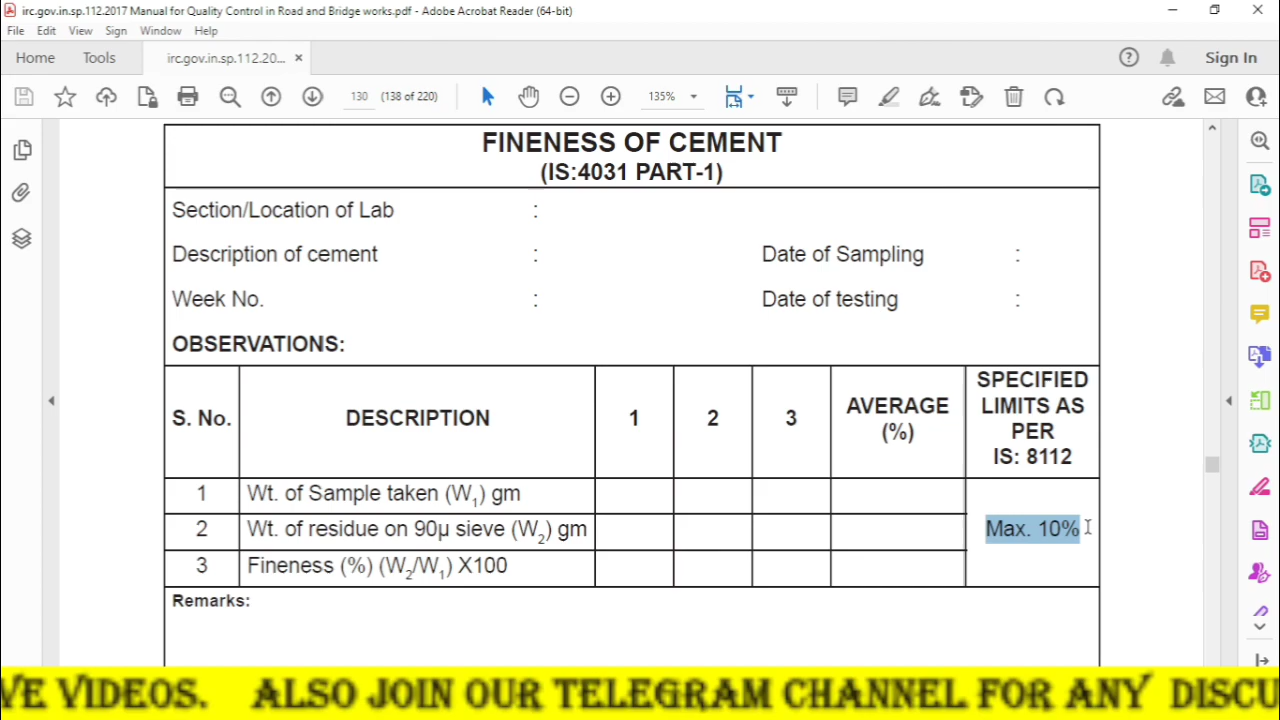 irc.gov.in.sp.112.2017 Manual for Quality Control in Road and Bridge works.pdf - Adobe Acrobat Reader (64-bit)
File Edit View Sign Window Help
Home Tools irc.gov.in.sp.112.20... × Sign In
130 (138 of 220) 135%
FINENESS OF CEMENT
(IS:4031 PART-1)
Section/Location of Lab :
Description of cement : Date of Sampling :
Week No. : Date of testing :
OBSERVATIONS:
S. No. DESCRIPTION 1 2 3 AVERAGE (%) SPECIFIED LIMITS AS PER IS: 8112
1 Wt. of Sample taken (W1) gm
2 Wt. of residue on 90µ sieve (W2) gm Max. 10%
3 Fineness (%) (W2/W1) X100
Remarks:
VE VIDEOS. ALSO JOIN OUR TELEGRAM CHANNEL FOR ANY DISCU